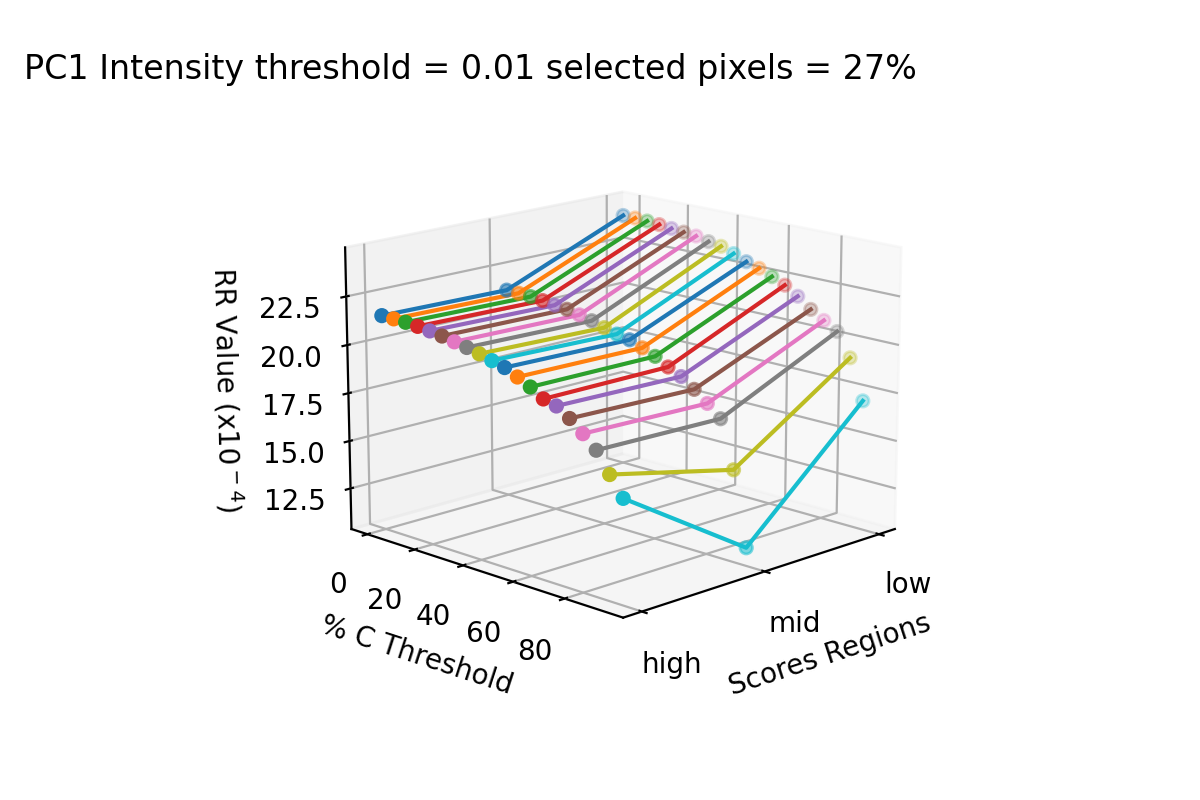 PC1 Intensity threshold = 0.01 selected pixels = 27%
RR Value (x10⁻⁴)
22.5
20.0
17.5
15.0
12.5
0
20
40
60
80
% C Threshold
high
mid
low
Scores Regions